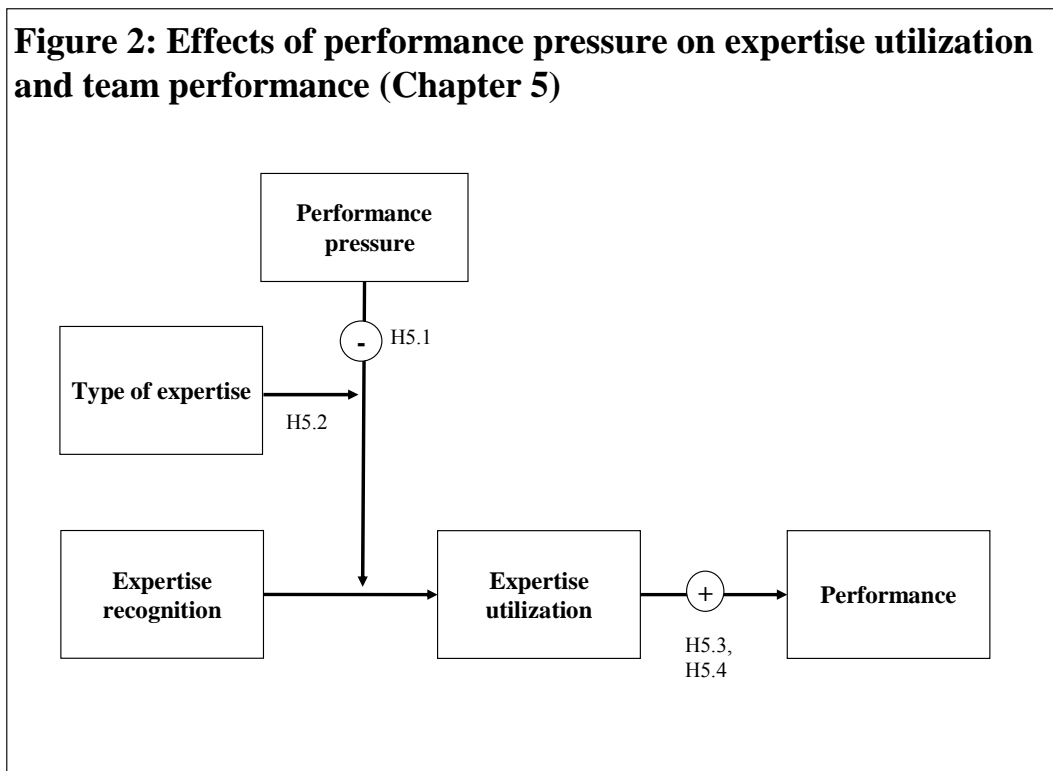 Figure 2: Effects of performance pressure on expertise utilization
and team performance (Chapter 5)
Performance
pressure
-
H5.1
Type of expertise
H5.2
Expertise
recognition
Expertise
utilization
+
H5.3,
H5.4
Performance